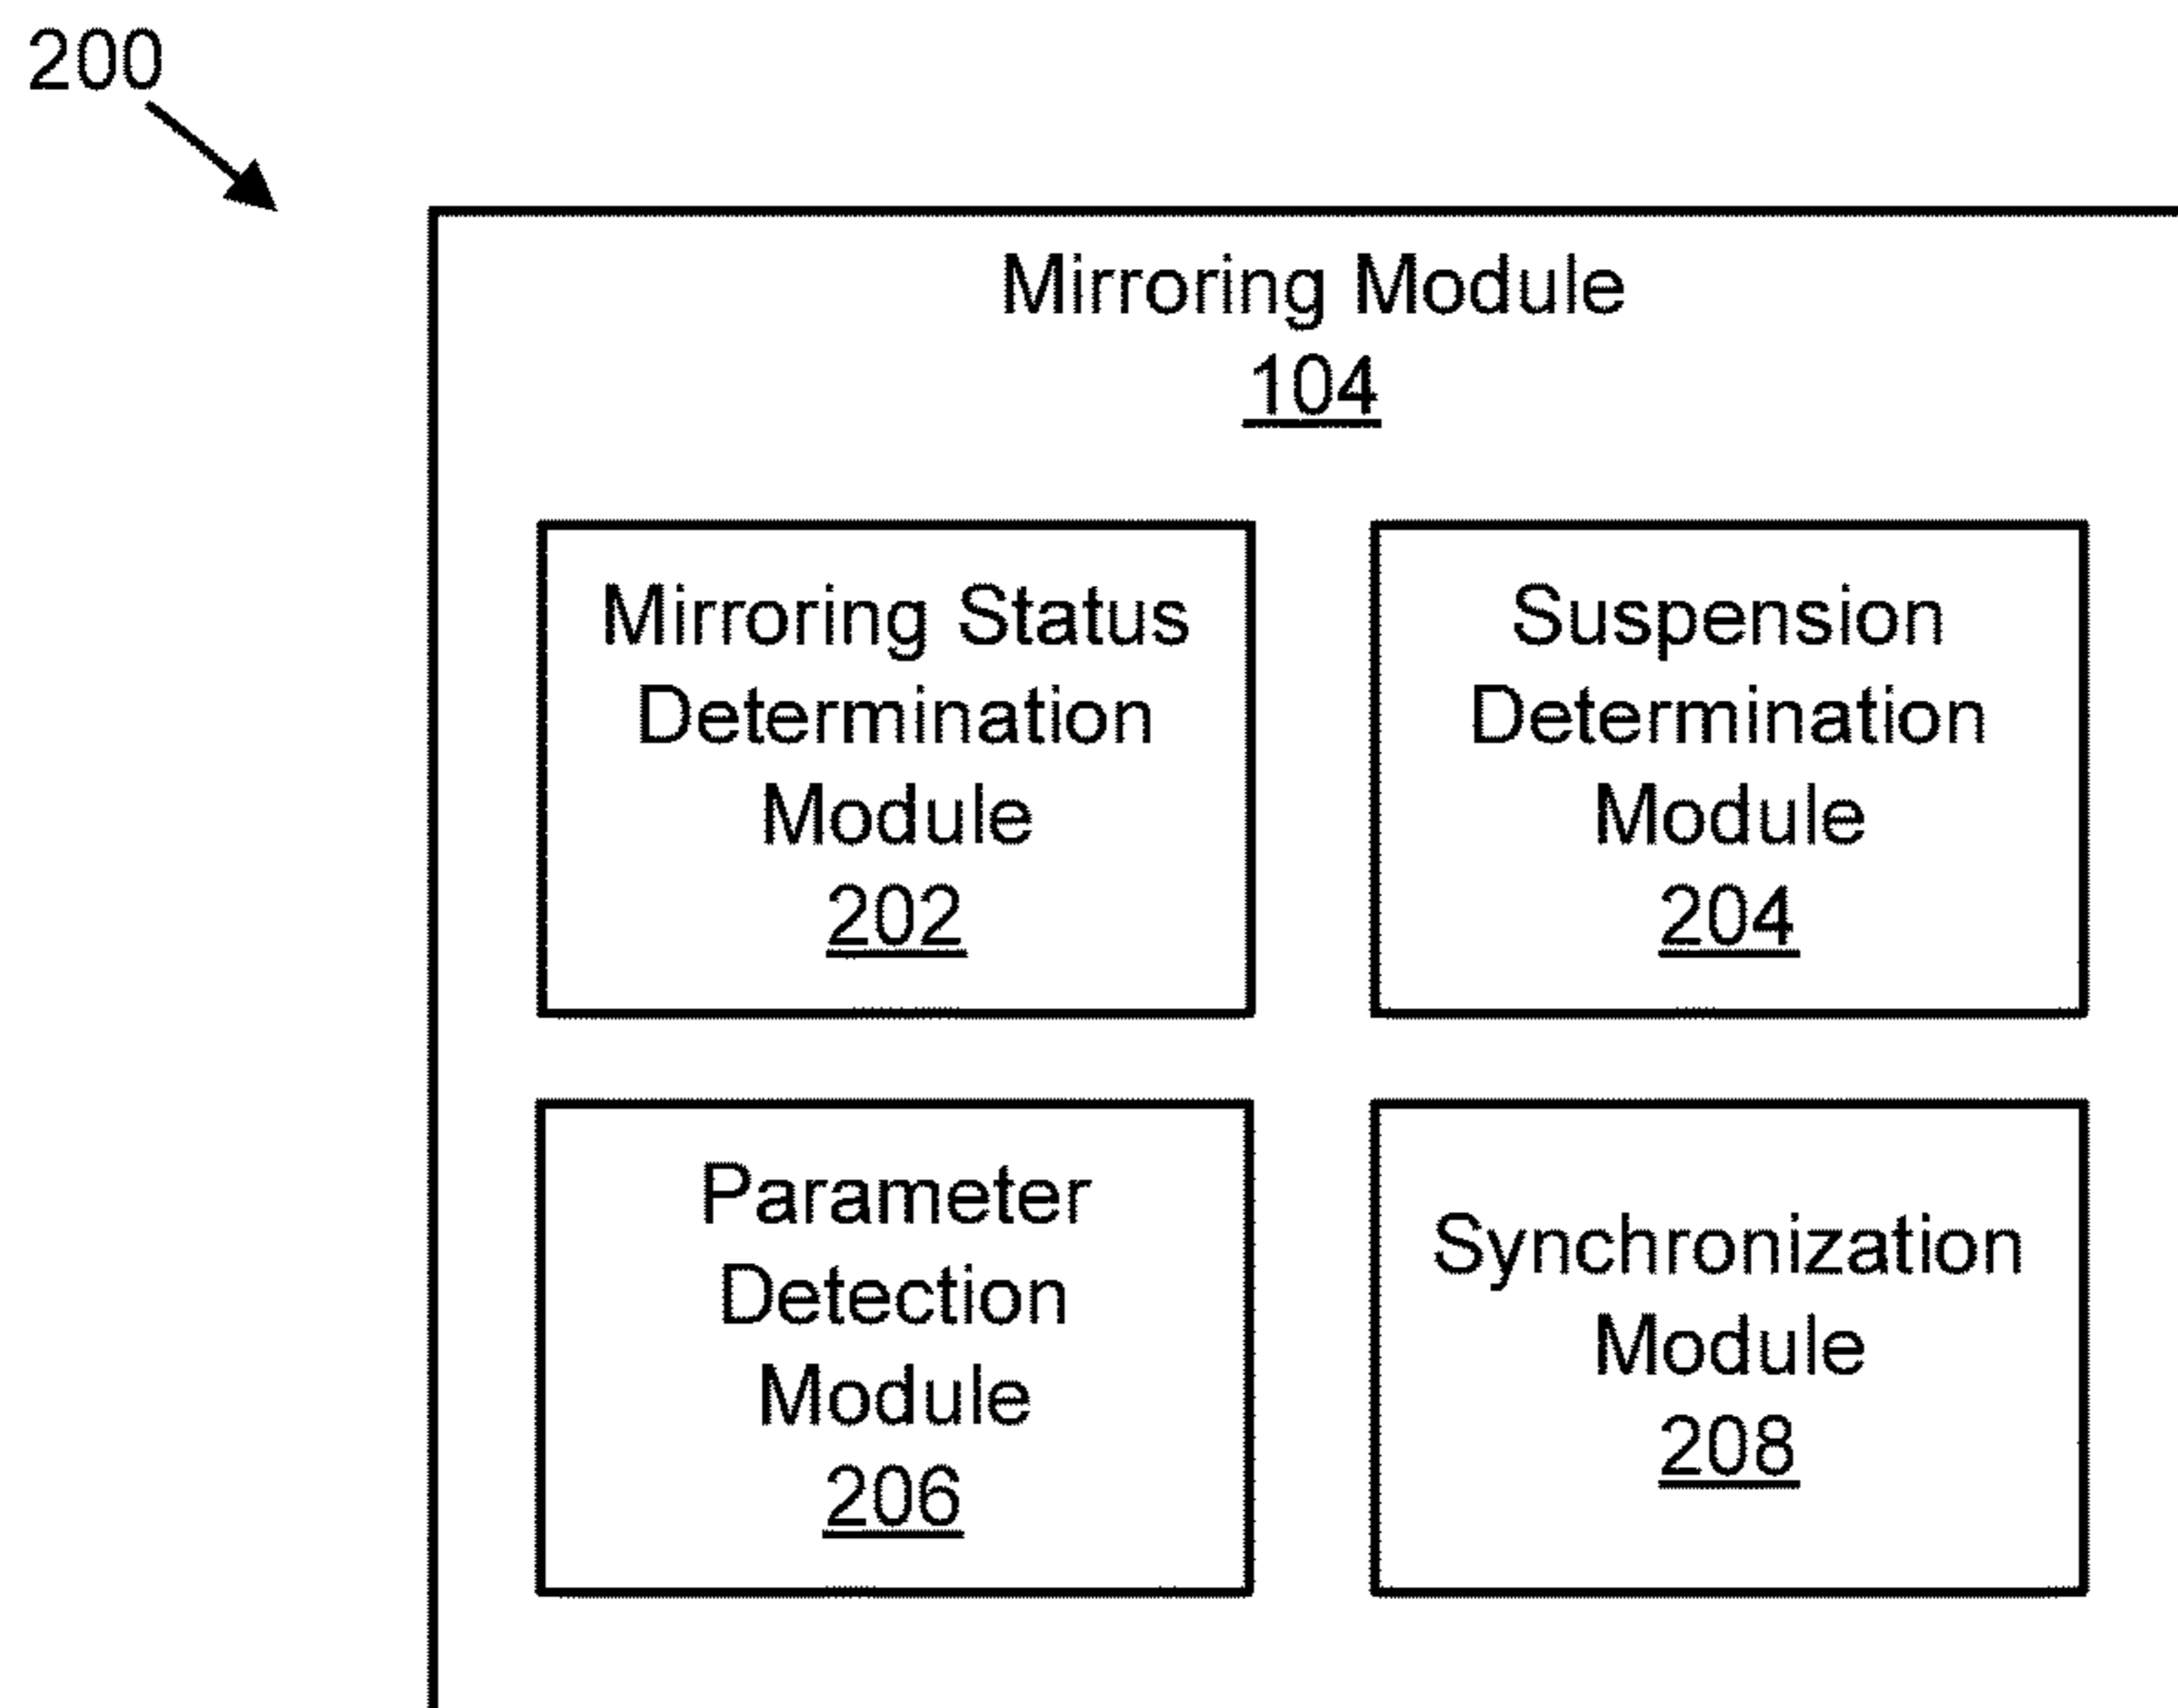 200
Mirroring Module
104
Mirroring Status
Determination
Module
202
Suspension
Determination
Module
204
Parameter
Detection
Module
206
Synchronization
Module
208